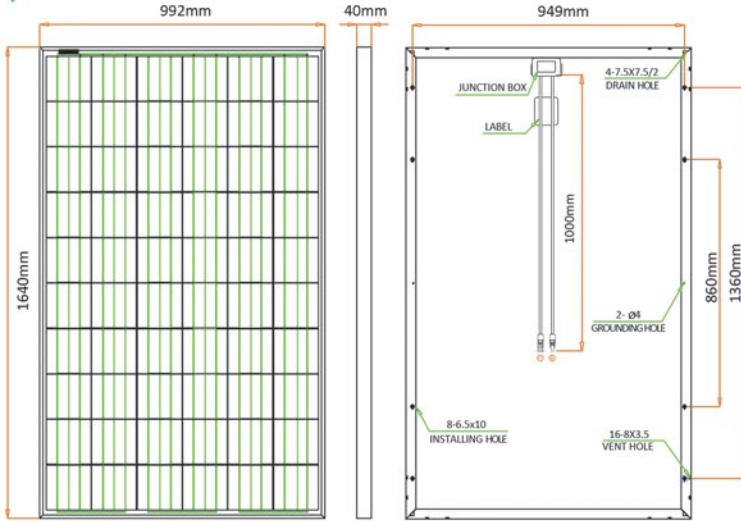 992mm
40mm
949mm
4-7.5X7.5/2
DRAIN HOLE
JUNCTION BOX
LABEL
1000mm
1640mm
860mm
1360mm
2- Ø4
GROUNDING HOLE
8-6.5x10
INSTALLING HOLE
16-8X3.5
VENT HOLE